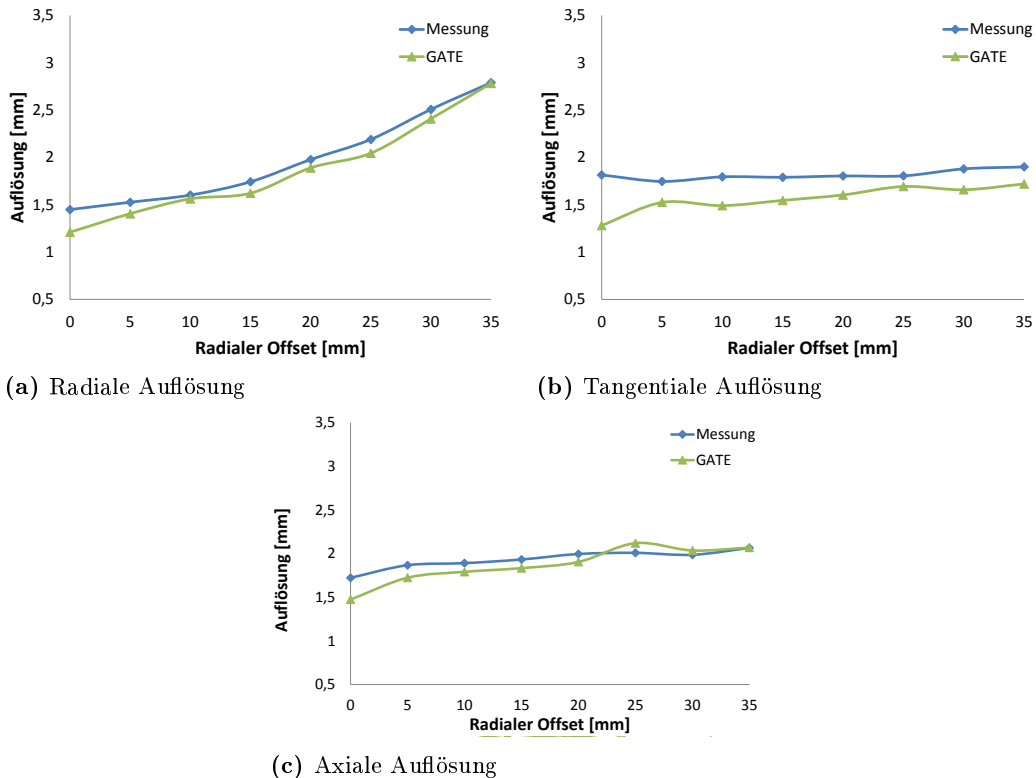 3,5
3
2,5
2
1,5
1
0,5
Auflösung [mm]
0 5 10 15 20 25 30 35
Radialer Offset [mm]
Messung
GATE
(a) Radiale Auflösung
3,5
3
2,5
2
1,5
1
0,5
Auflösung [mm]
0 5 10 15 20 25 30 35
Radialer Offset [mm]
Messung
GATE
(b) Tangentiale Auflösung
3,5
3
2,5
2
1,5
1
0,5
Auflösung [mm]
0 5 10 15 20 25 30 35
Radialer Offset [mm]
Messung
GATE
(c) Axiale Auflösung